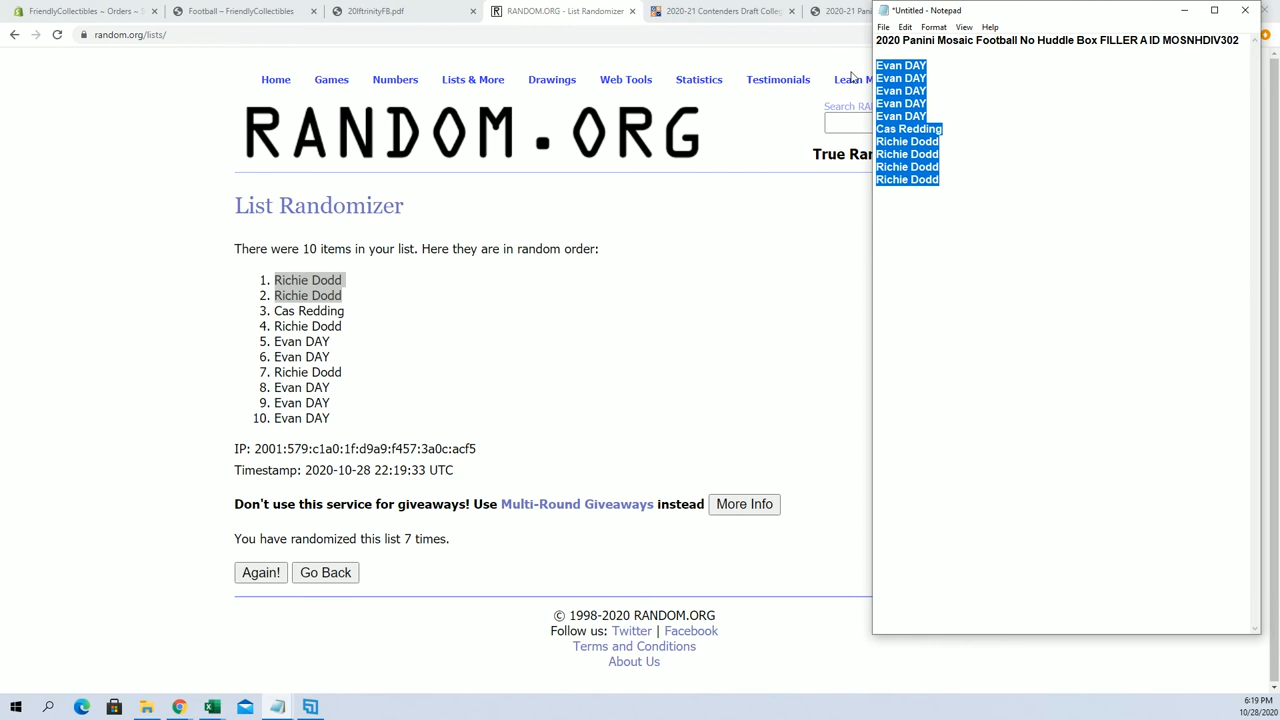 FriendlyCollectibles ~ Orders ~ S
Football – FriendlyCollectibles
20lftrinityFB.pdf
RANDOM.ORG - List Randomizer
2020-21 Contenders Draft Colleg
2020-21 Pan
random.org/lists/
*Untitled - Notepad
File Edit Format View Help
2020 Panini Mosaic Football No Huddle Box FILLER A ID MOSNHDIV302
Evan DAY
Evan DAY
Evan DAY
Evan DAY
Evan DAY
Cas Redding
Richie Dodd
Richie Dodd
Richie Dodd
Richie Dodd
Home Games Numbers Lists & More Drawings Web Tools Statistics Testimonials Learn M
RANDOM.ORG
Search RA
True Ra
List Randomizer
There were 10 items in your list. Here they are in random order:
1. Richie Dodd
2. Richie Dodd
3. Cas Redding
4. Richie Dodd
5. Evan DAY
6. Evan DAY
7. Richie Dodd
8. Evan DAY
9. Evan DAY
10. Evan DAY
IP: 2001:579:c1a0:1f:d9a9:f457:3a0c:acf5
Timestamp: 2020-10-28 22:19:33 UTC
Don't use this service for giveaways! Use Multi-Round Giveaways instead More Info
You have randomized this list 7 times.
Again! Go Back
© 1998-2020 RANDOM.ORG
Follow us: Twitter | Facebook
Terms and Conditions
About Us
6:19 PM
10/28/2020